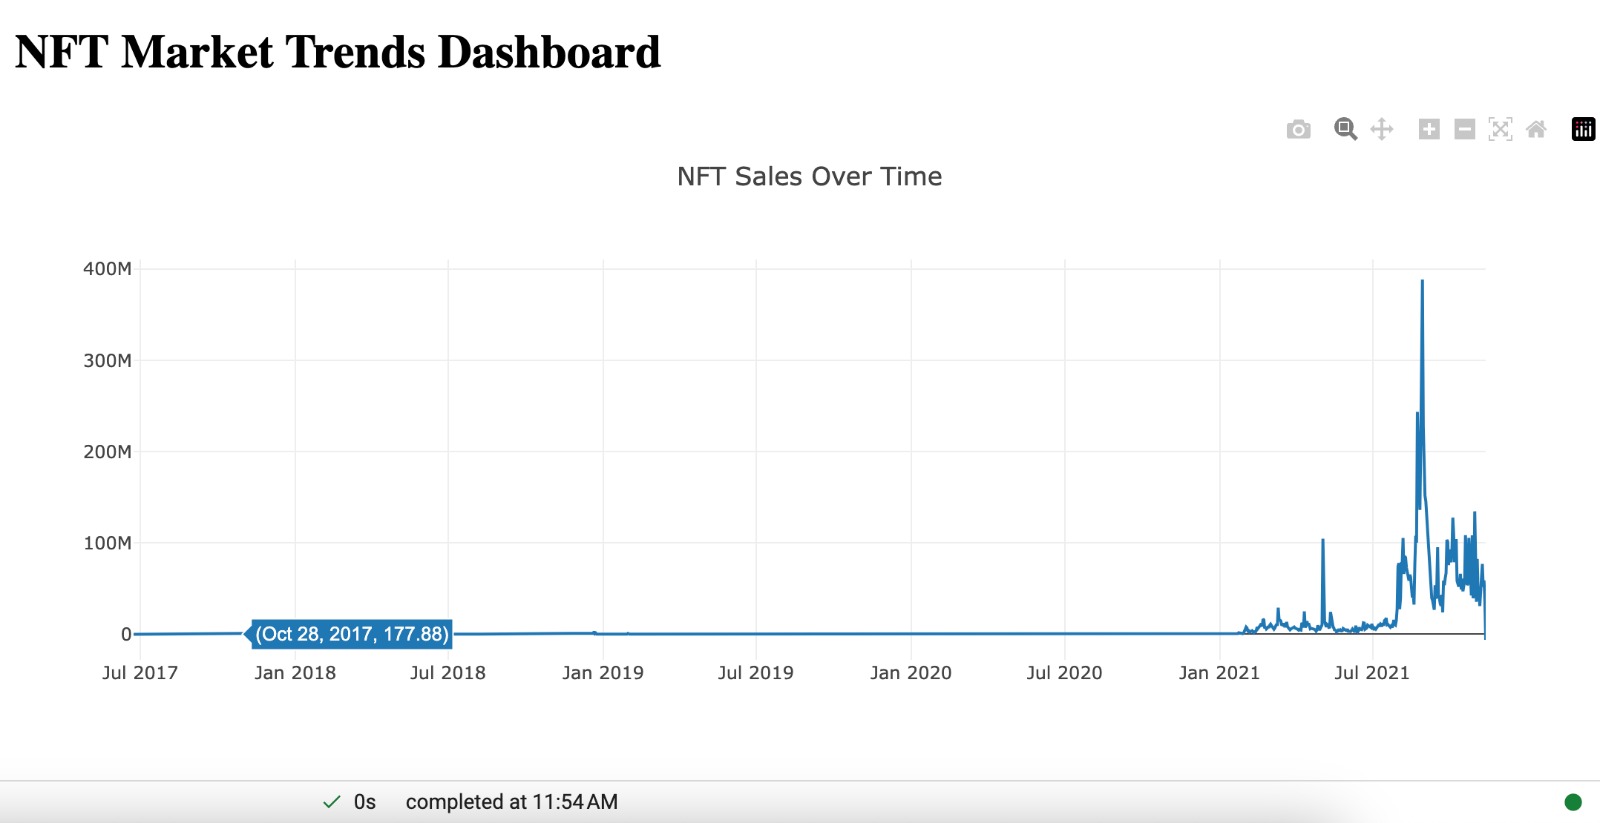 NFT Market Trends Dashboard
NFT Sales Over Time
400M
300M
200M
100M
0
(Oct 28, 2017, 177.88)
Jul 2017 Jan 2018 Jul 2018 Jan 2019 Jul 2019 Jan 2020 Jul 2020 Jan 2021 Jul 2021
0s completed at 11:54 AM